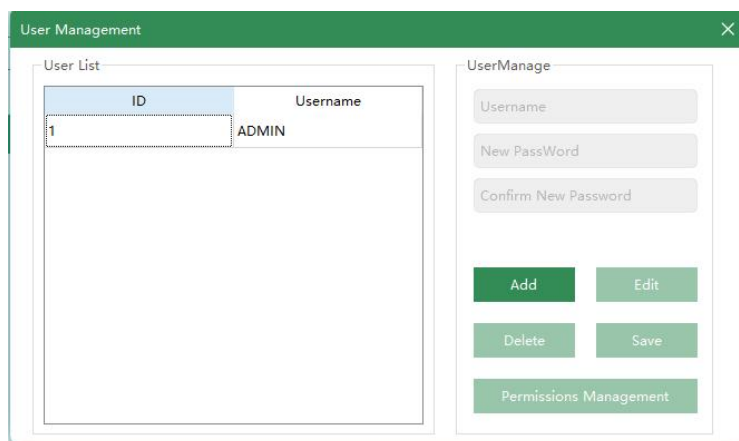 User Management
User List
ID Username
1 ADMIN
UserManage
Username
New PassWord
Confirm New Password
Add Edit
Delete Save
Permissions Management